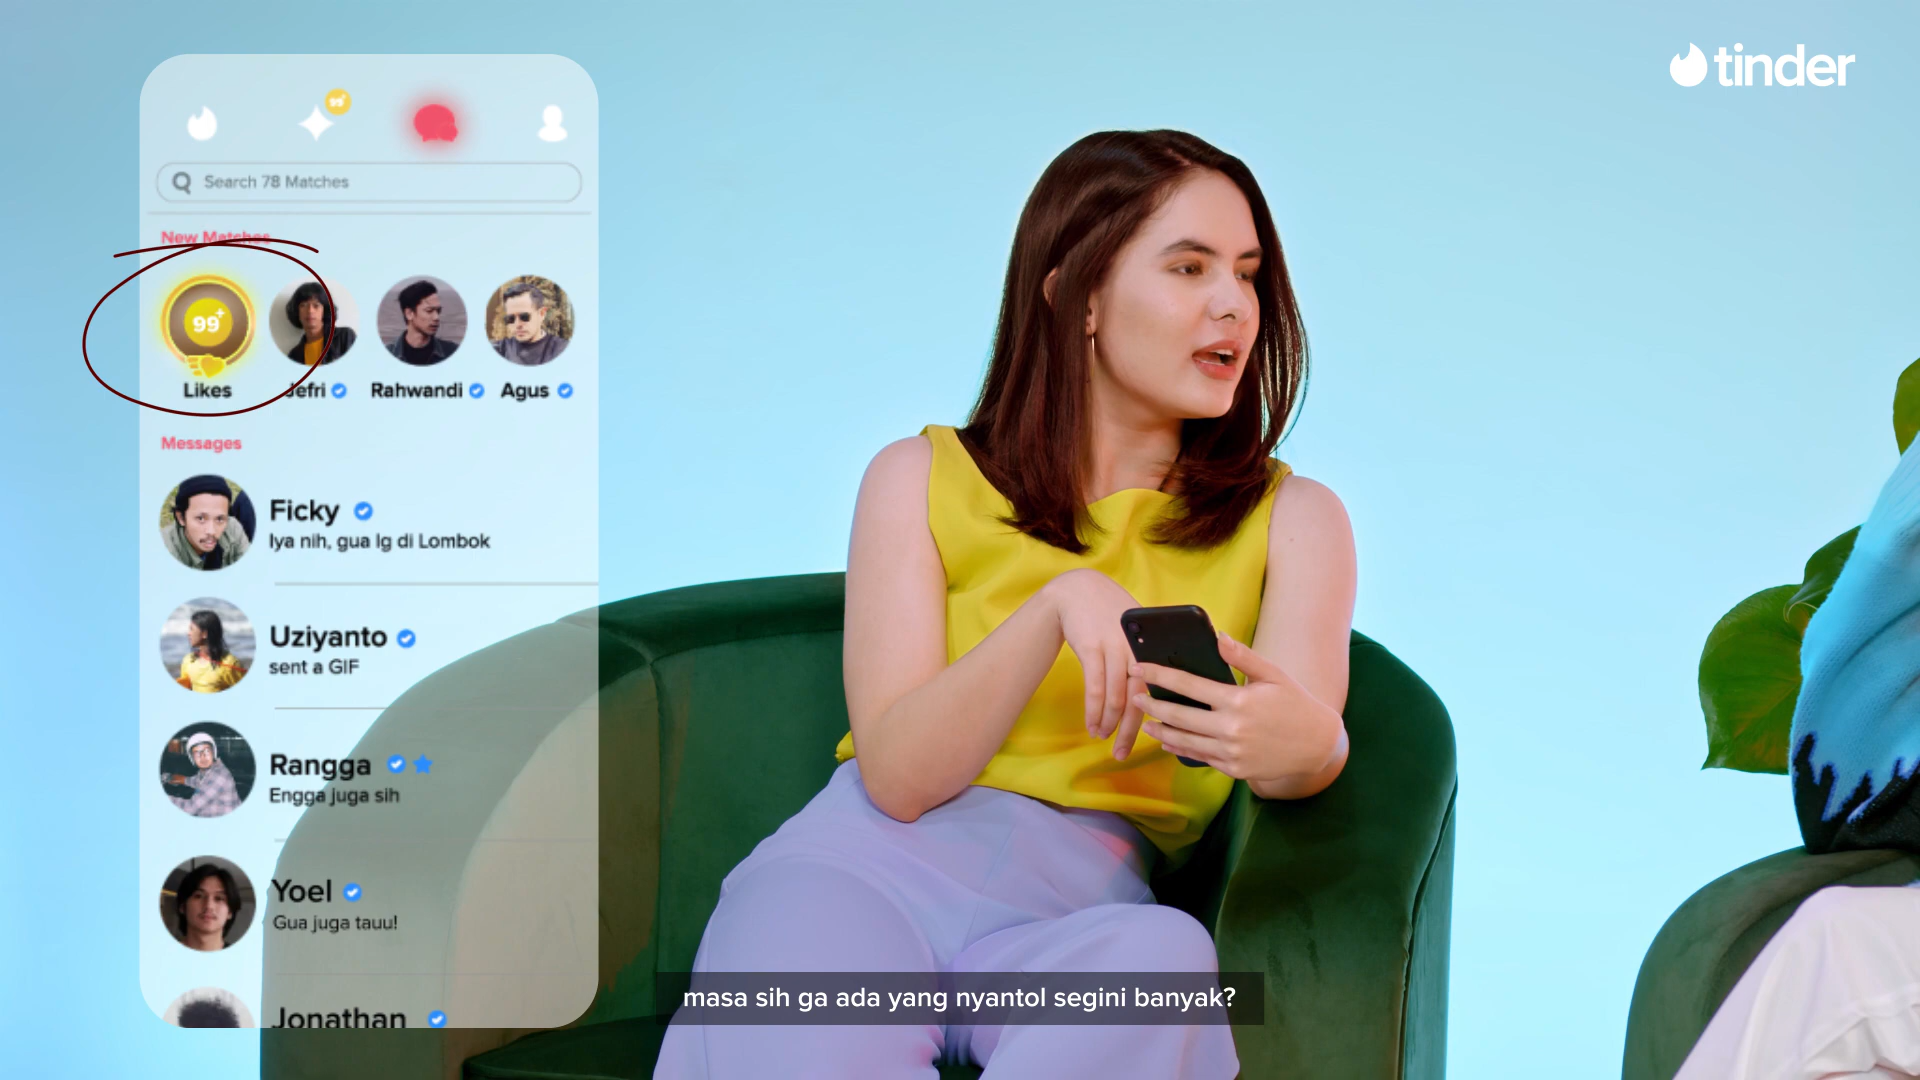 tinder
99+
Search 78 Matches
New Matches
99+
Likes
Jefri
Rahwandi
Agus
Messages
Ficky
Iya nih, gua lg di Lombok
Uziyanto
sent a GIF
Rangga
Engga juga sih
Yoel
Gua juga tauu!
Jonathan
masa sih ga ada yang nyantol segini banyak?